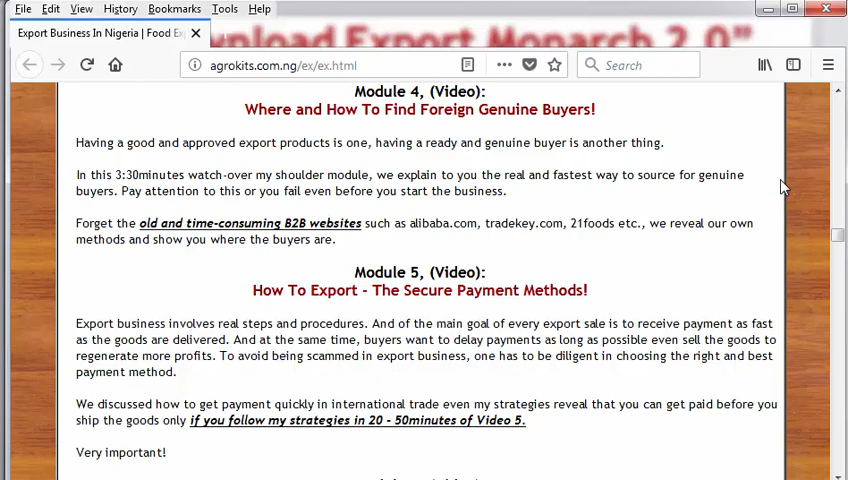 File Edit View History Bookmarks Tools Help
Export Business In Nigeria | Food Ex
wnload Export Monarch 2.0"
agrokits.com.ng/ex/ex.html
Search
Module 4, (Video):
Where and How To Find Foreign Genuine Buyers!
Having a good and approved export products is one, having a ready and genuine buyer is another thing.
In this 3:30minutes watch-over my shoulder module, we explain to you the real and fastest way to source for genuine
buyers. Pay attention to this or you fail even before you start the business.
Forget the old and time-consuming B2B websites such as alibaba.com, tradekey.com, 21foods etc., we reveal our own
methods and show you where the buyers are.
Module 5, (Video):
How To Export - The Secure Payment Methods!
Export business involves real steps and procedures. And of the main goal of every export sale is to receive payment as fast
as the goods are delivered. And at the same time, buyers want to delay payments as long as possible even sell the goods to
regenerate more profits. To avoid being scammed in export business, one has to be diligent in choosing the right and best
payment method.
We discussed how to get payment quickly in international trade even my strategies reveal that you can get paid before you
ship the goods only if you follow my strategies in 20 - 50minutes of Video 5.
Very important!